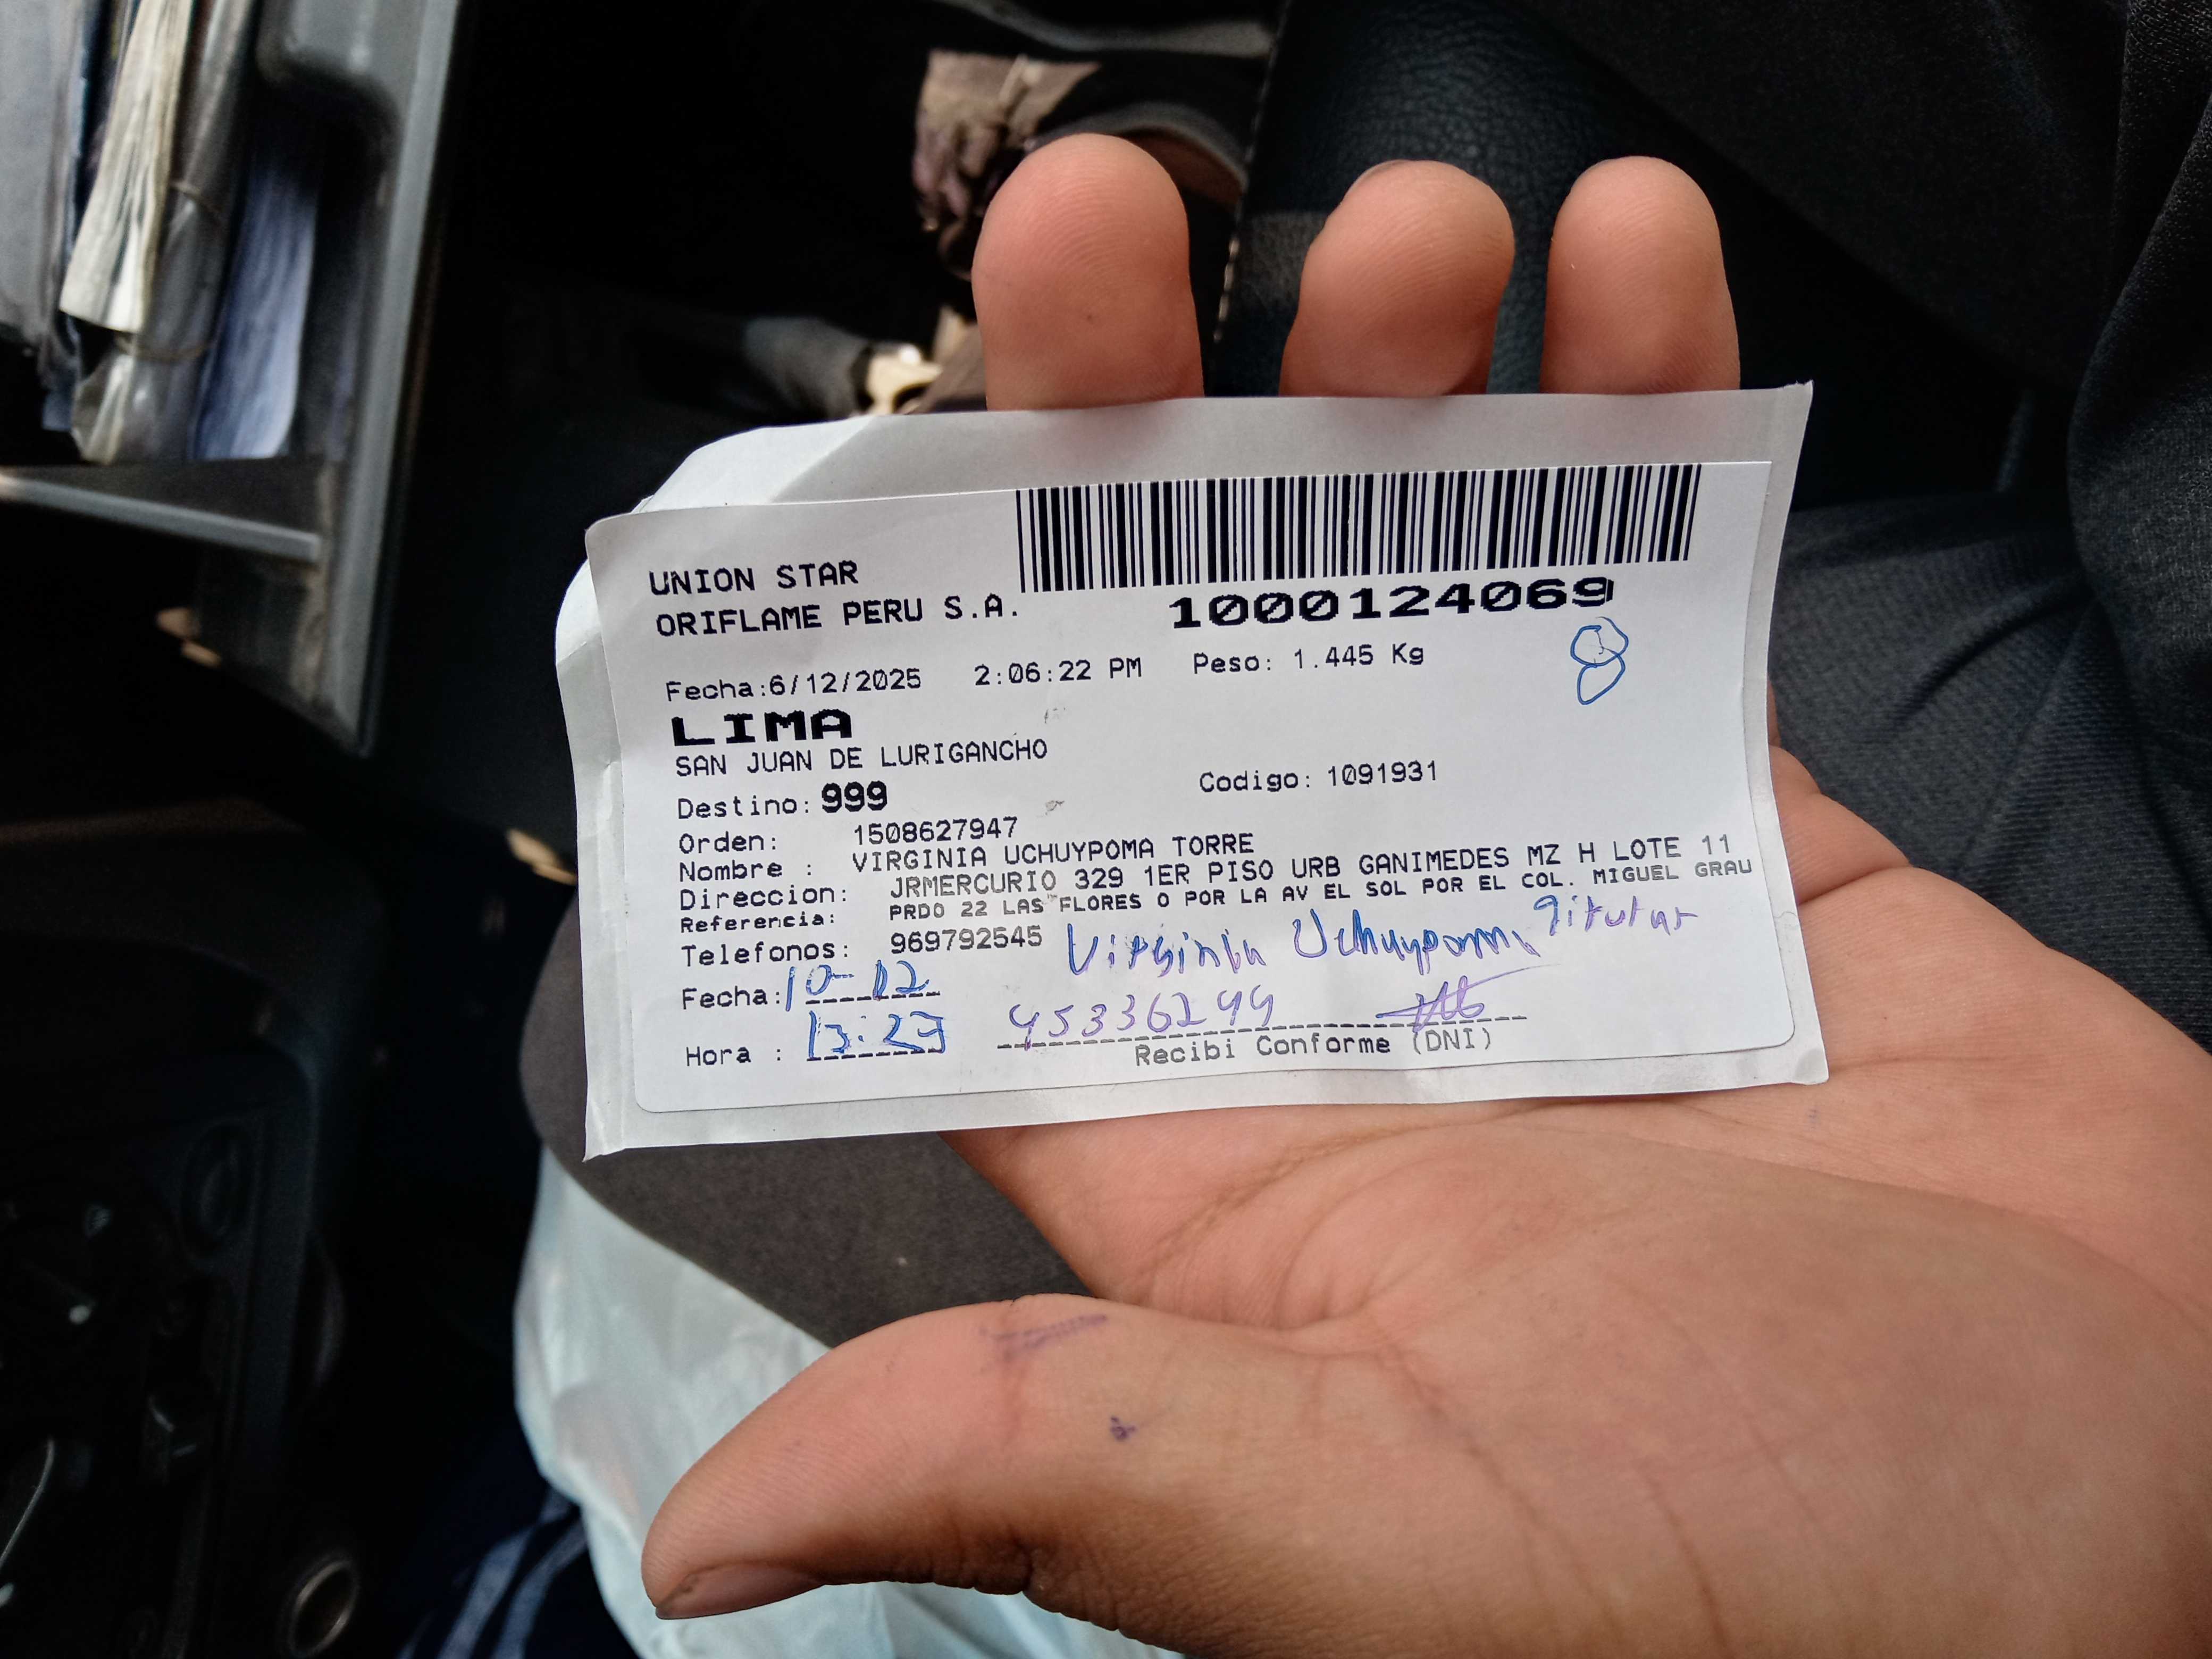 UNION STAR
ORIFLAME PERU S.A.
1000124069
Fecha:6/12/2025 2:06:22 PM Peso: 1.445 Kg
8
LIMA
SAN JUAN DE LURIGANCHO
Destino: 999 Codigo: 1091931
Orden: 1508627947
Nombre : VIRGINIA UCHUYPOMA TORRE
Direccion: JRMERCURIO 329 1ER PISO URB GANIMEDES MZ H LOTE 11
Referencia: PRDO 22 LAS FLORES O POR LA AV EL SOL POR EL COL. MIGUEL GRAU
Telefonos: 969792545 Virginia Uchuypoma
Fecha: 10-12
Hora : 13:23 45336299
Recibi Conforme (DNI)